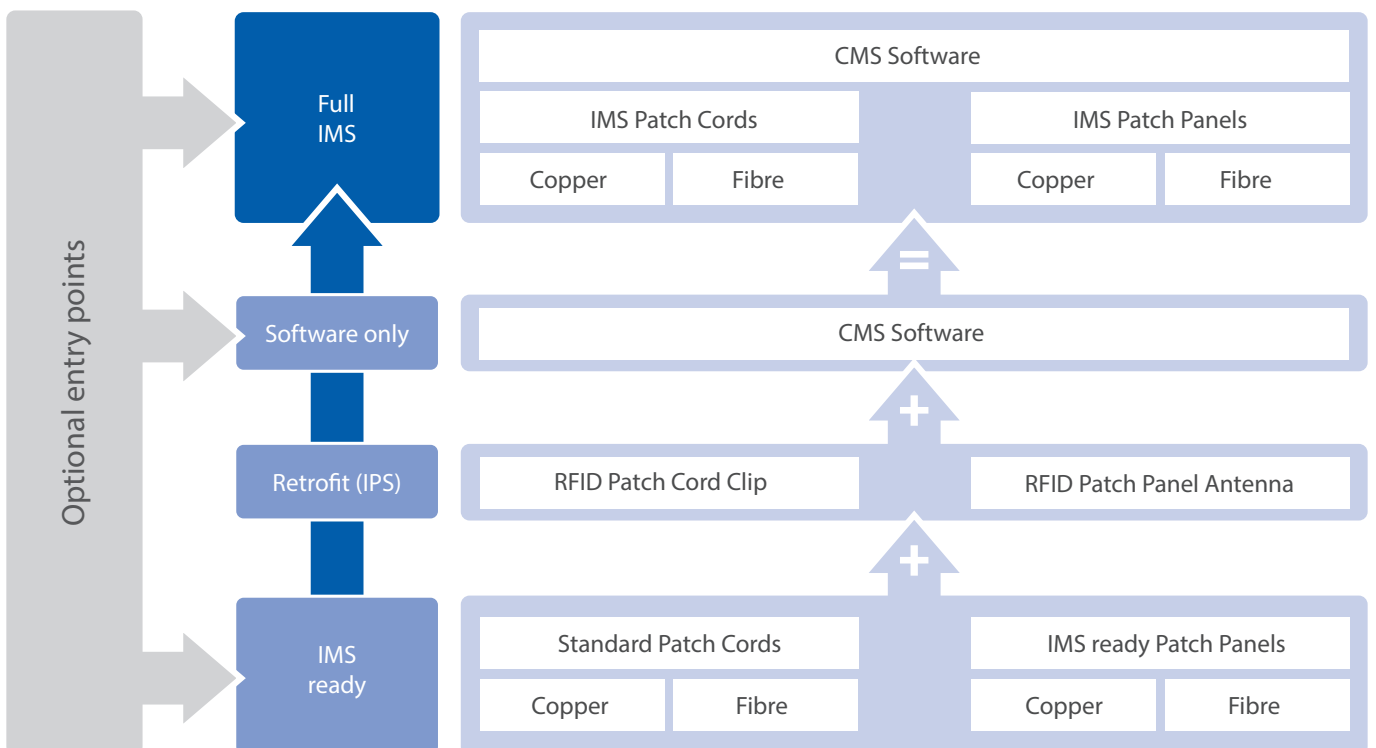 Optional entry points
Full
IMS
CMS Software
IMS Patch Cords
IMS Patch Panels
Copper
Fibre
Copper
Fibre
=
Software only
CMS Software
+
Retrofit (IPS)
RFID Patch Cord Clip
RFID Patch Panel Antenna
+
IMS
ready
Standard Patch Cords
IMS ready Patch Panels
Copper
Fibre
Copper
Fibre